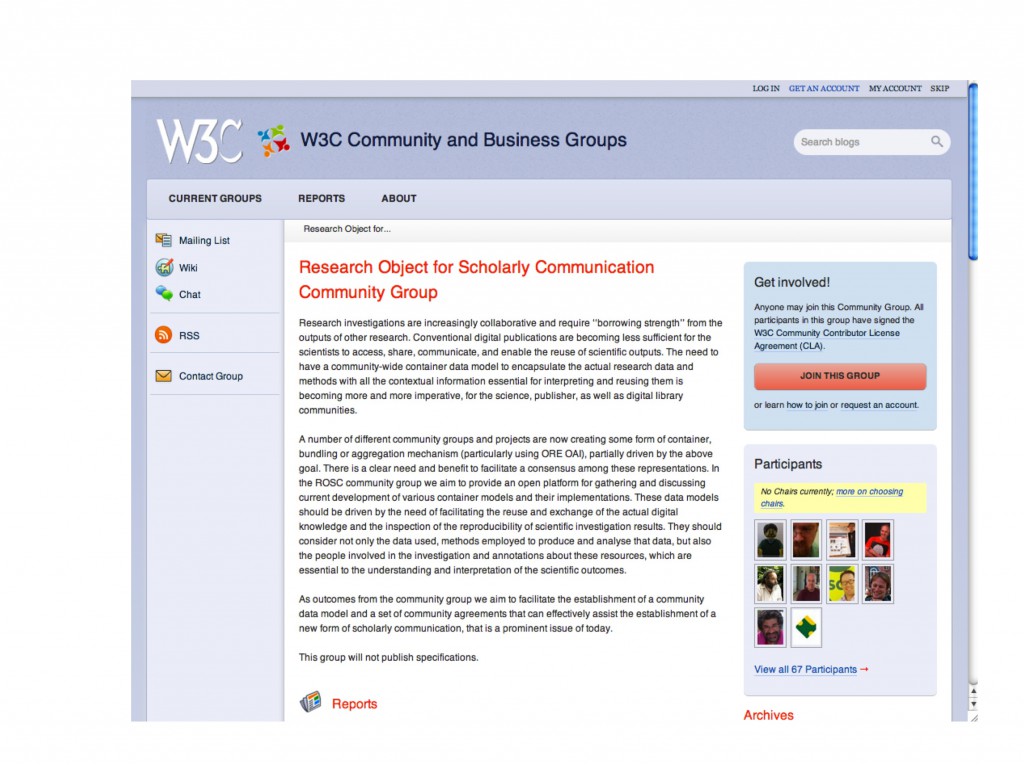 LOG IN GET AN ACCOUNT MY ACCOUNT SKIP
W3C W3C Community and Business Groups
Search blogs
CURRENT GROUPS REPORTS ABOUT
Mailing List
Wiki
Chat
RSS
Contact Group
Research Object for...
Research Object for Scholarly Communication
Community Group
Research investigations are increasingly collaborative and require "borrowing strength" from the
outputs of other research. Conventional digital publications are becoming less sufficient for the
scientists to access, share, communicate, and enable the reuse of scientific outputs. The need to
have a community-wide container data model to encapsulate the actual research data and
methods with all the contextual information essential for interpreting and reusing them is
becoming more and more imperative, for the science, publisher, as well as digital library
communities.
A number of different community groups and projects are now creating some form of container,
bundling or aggregation mechanism (particularly using ORE OAI), partially driven by the above
goal. There is a clear need and benefit to facilitate a consensus among these representations. In
the ROSC community group we aim to provide an open platform for gathering and discussing
current development of various container models and their implementations. These data models
should be driven by the need of facilitating the reuse and exchange of the actual digital
knowledge and the inspection of the reproducibility of scientific investigation results. They should
consider not only the data used, methods employed to produce and analyse that data, but also
the people involved in the investigation and annotations about these resources, which are
essential to the understanding and interpretation of the scientific outcomes.
As outcomes from the community group we aim to facilitate the establishment of a community
data model and a set of community agreements that can effectively assist the establishment of a
new form of scholarly communication, that is a prominent issue of today.
This group will not publish specifications.
Reports
Get involved!
Anyone may join this Community Group. All
participants in this group have signed the
W3C Community Contributor License
Agreement (CLA).
JOIN THIS GROUP
or learn how to join or request an account.
Participants
No Chairs currently; more on choosing
chairs.
View all 67 Participants →
Archives